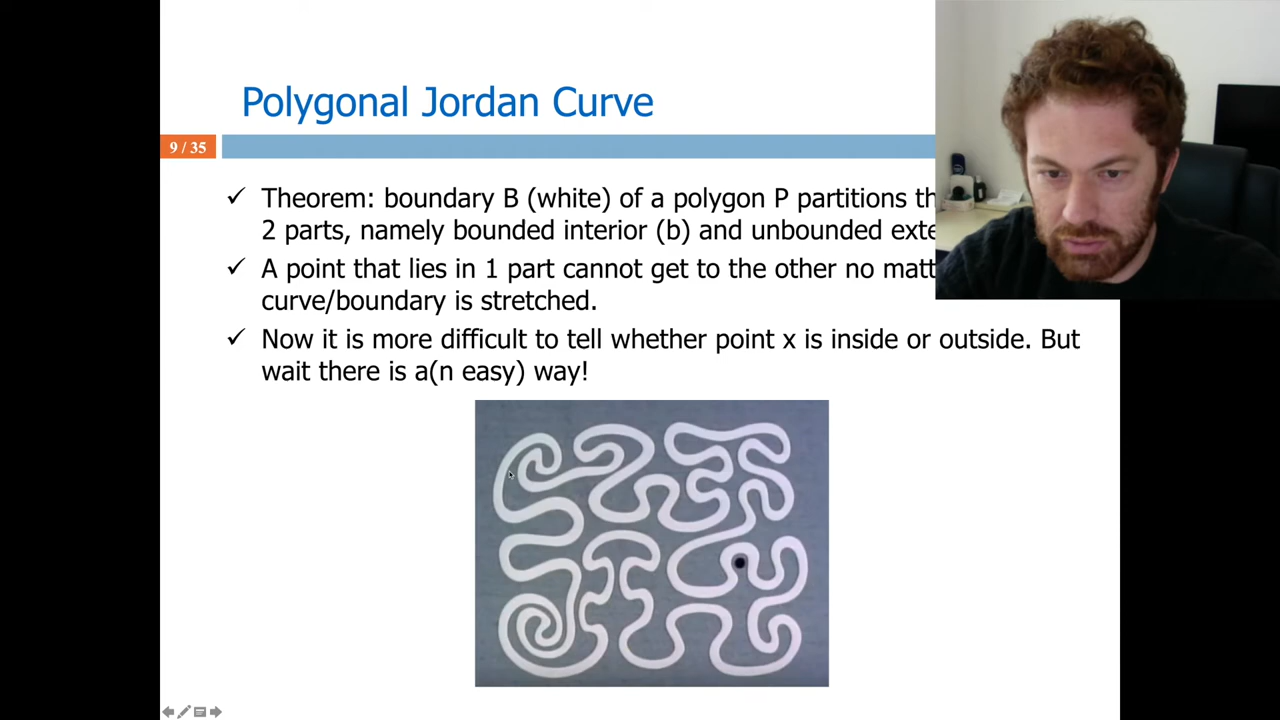 Polygonal Jordan Curve
9 / 35
✓ Theorem: boundary B (white) of a polygon P partitions th
2 parts, namely bounded interior (b) and unbounded exte
✓ A point that lies in 1 part cannot get to the other no matt
curve/boundary is stretched.
✓ Now it is more difficult to tell whether point x is inside or outside. But
wait there is a(n easy) way!